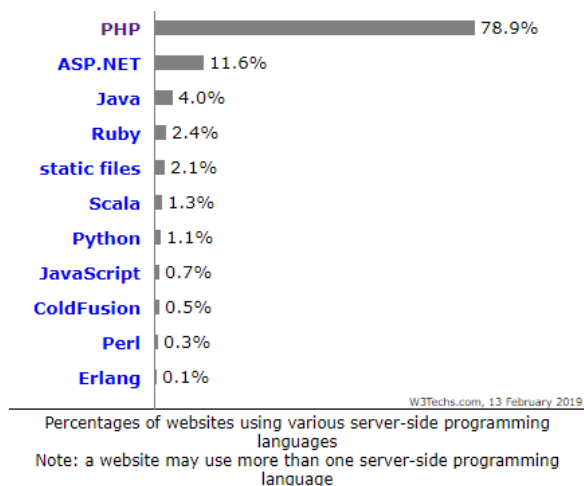 PHP 78.9%
ASP.NET 11.6%
Java 4.0%
Ruby 2.4%
static files 2.1%
Scala 1.3%
Python 1.1%
JavaScript 0.7%
ColdFusion 0.5%
Perl 0.3%
Erlang 0.1%
W3Techs.com, 13 February 2019
Percentages of websites using various server-side programming
languages
Note: a website may use more than one server-side programming
language